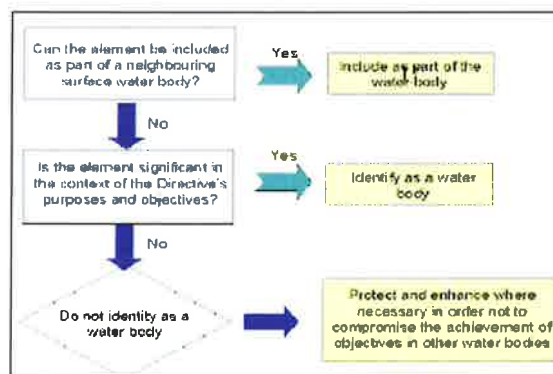 Can the element be included
as part of a neighbouring
surface water body?
Yes
Include as part of the
water body
No
Is the element significant in
the context of the Directive's
purposes and objectives?
Yes
Identify as a water
body
No
Do not identify as a
water body
Protect and enhance where
necessary in order not to
compromise the achievement of
objectives in other water bodies